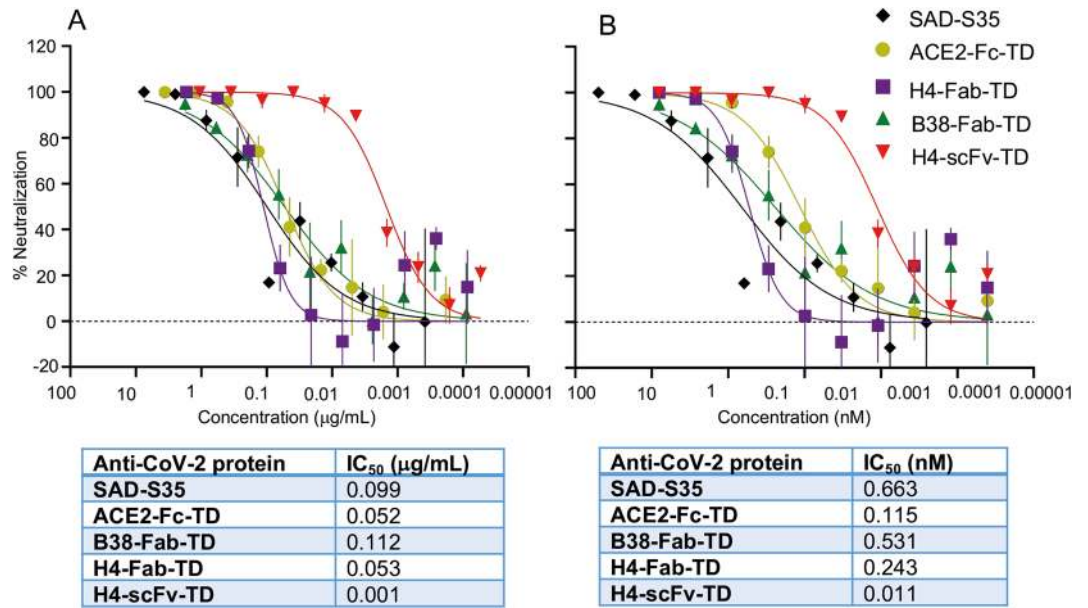 A
% Neutralization
120
100
80
60
40
20
0
-20
100 10 1 0.1 0.01 0.001 0.0001 0.00001
Concentration (μg/mL)
B
SAD-S35
ACE2-Fc-TD
H4-Fab-TD
B38-Fab-TD
H4-scFv-TD
100 10 1 0.1 0.01 0.001 0.0001 0.00001
Concentration (nM)
Anti-CoV-2 protein IC50 (μg/mL)
SAD-S35 0.099
ACE2-Fc-TD 0.052
B38-Fab-TD 0.112
H4-Fab-TD 0.053
H4-scFv-TD 0.001
Anti-CoV-2 protein IC50 (nM)
SAD-S35 0.663
ACE2-Fc-TD 0.115
B38-Fab-TD 0.531
H4-Fab-TD 0.243
H4-scFv-TD 0.011